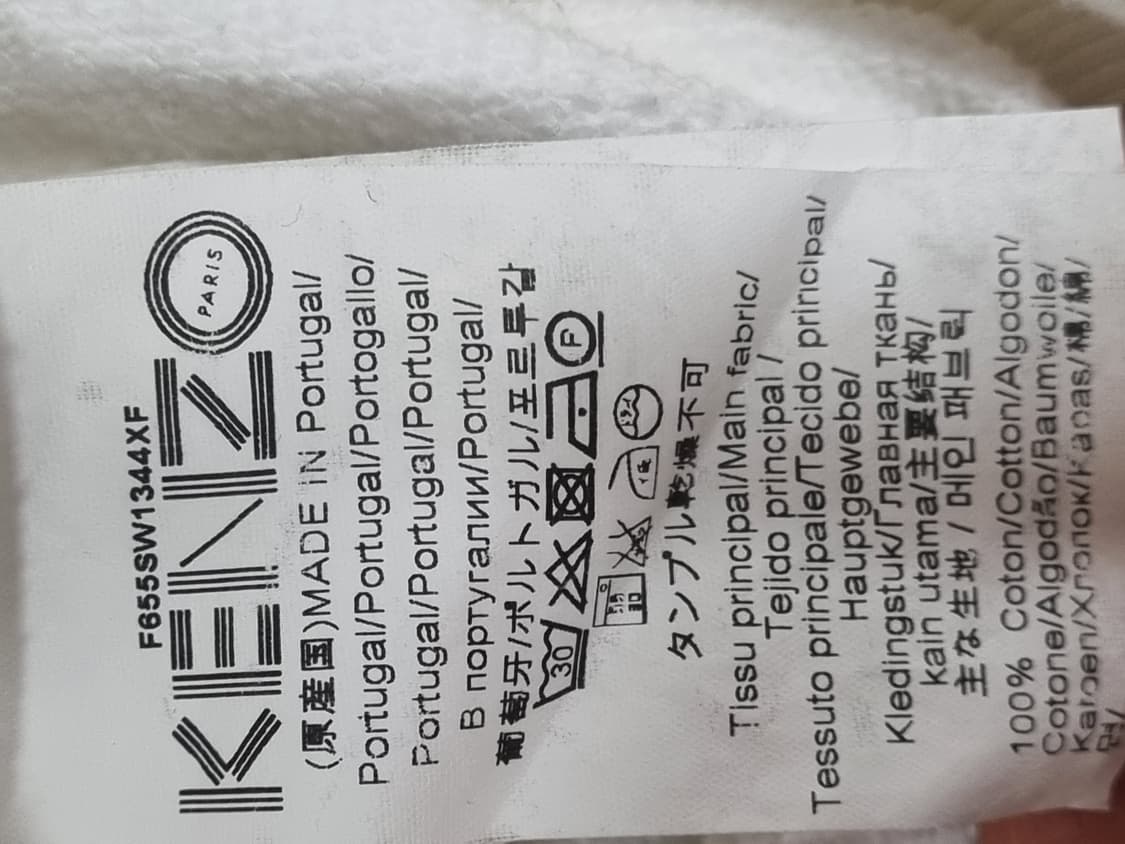 F655SW1344XF
KENZO
PARIS
(原産国)MADE IN Portugal/
Portugal/Portugal/Portogallo/
Portugal/Portugal/Portugal/
В португалии/Portugal/
葡萄牙/ポルトガル/포르투갈
30 P
タンブル乾燥不可
Tissu principal/Main fabric/
Tejido principal /
Tessuto principale/Tecido principal/
Hauptgewebe/
Kledingstuk/Главная ткань/
kain utama/主要结构/
主な生地 / 메인 패브릭
100% Coton/Cotton/Algodon/
Cotone/Algodão/Baumwolle/
Katoen/Хлопок/Kapas/棉/綿/
면/